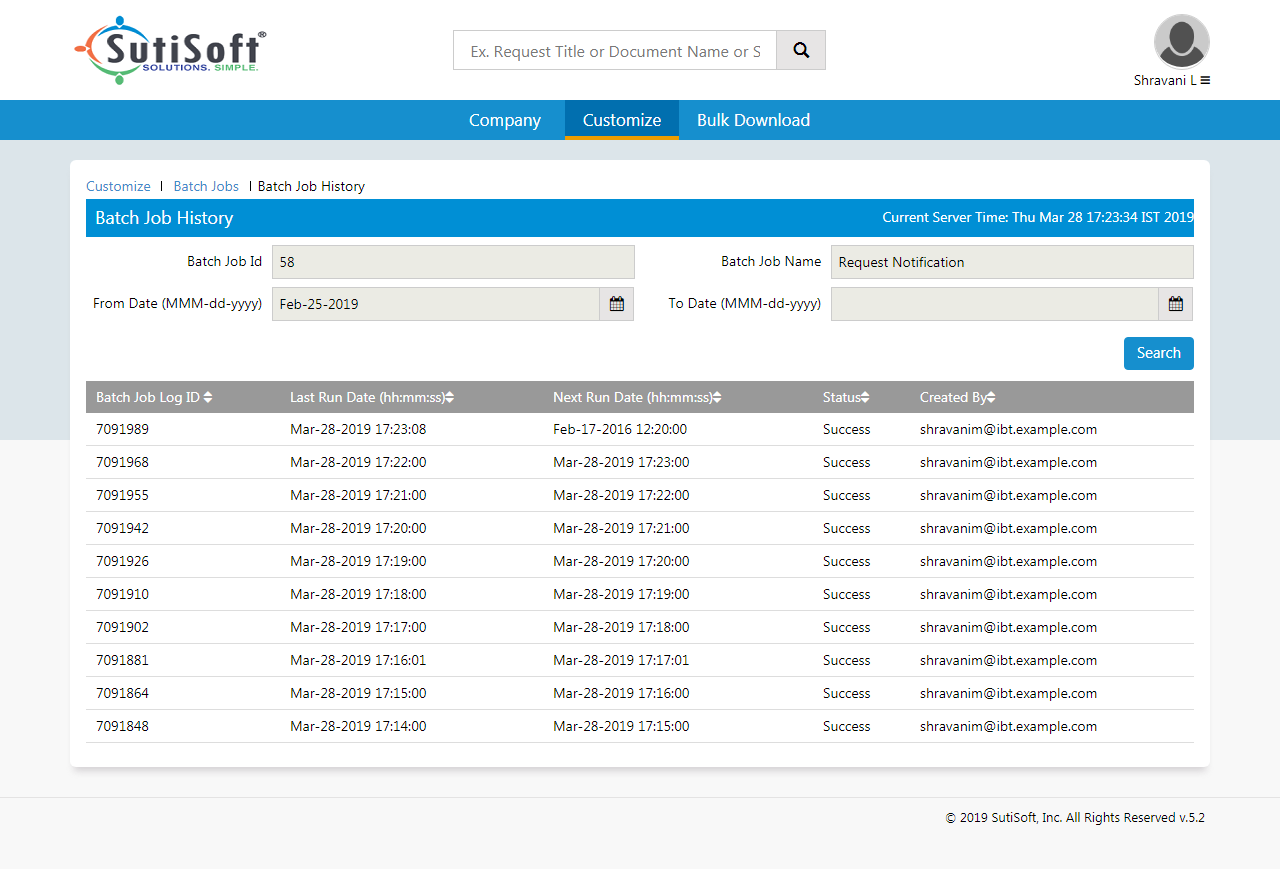 SutiSoft®
SOLUTIONS. SIMPLE.
Ex. Request Title or Document Name or S
Shravani L
Company Customize Bulk Download
Customize | Batch Jobs | Batch Job History
Batch Job History Current Server Time: Thu Mar 28 17:23:34 IST 2019
Batch Job Id 58 Batch Job Name Request Notification
From Date (MMM-dd-yyyy) Feb-25-2019 To Date (MMM-dd-yyyy)
Search
Batch Job Log ID Last Run Date (hh:mm:ss) Next Run Date (hh:mm:ss) Status Created By
7091989 Mar-28-2019 17:23:08 Feb-17-2016 12:20:00 Success shravanim@ibt.example.com
7091968 Mar-28-2019 17:22:00 Mar-28-2019 17:23:00 Success shravanim@ibt.example.com
7091955 Mar-28-2019 17:21:00 Mar-28-2019 17:22:00 Success shravanim@ibt.example.com
7091942 Mar-28-2019 17:20:00 Mar-28-2019 17:21:00 Success shravanim@ibt.example.com
7091926 Mar-28-2019 17:19:00 Mar-28-2019 17:20:00 Success shravanim@ibt.example.com
7091910 Mar-28-2019 17:18:00 Mar-28-2019 17:19:00 Success shravanim@ibt.example.com
7091902 Mar-28-2019 17:17:00 Mar-28-2019 17:18:00 Success shravanim@ibt.example.com
7091881 Mar-28-2019 17:16:01 Mar-28-2019 17:17:01 Success shravanim@ibt.example.com
7091864 Mar-28-2019 17:15:00 Mar-28-2019 17:16:00 Success shravanim@ibt.example.com
7091848 Mar-28-2019 17:14:00 Mar-28-2019 17:15:00 Success shravanim@ibt.example.com
© 2019 SutiSoft, Inc. All Rights Reserved v.5.2